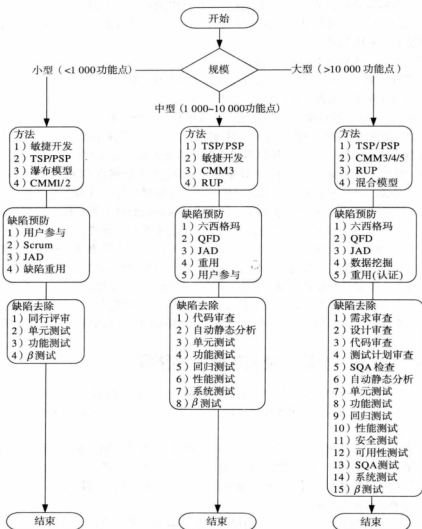 开始
规模
小型 (<1 000功能点)
大型 (>10 000 功能点)
中型 (1 000~10 000功能点)
方法
1) 敏捷开发
2) TSP/PSP
3) 瀑布模型
4) CMMI/2
缺陷预防
1) 用户参与
2) Scrum
3) JAD
4) 缺陷重用
缺陷去除
1) 同行评审
2) 单元测试
3) 功能测试
4) β测试
结束
方法
1) TSP/PSP
2) 敏捷开发
3) CMM3
4) RUP
缺陷预防
1) 六西格玛
2) QFD
3) JAD
4) 重用
5) 用户参与
缺陷去除
1) 代码审查
2) 自动静态分析
3) 单元测试
4) 功能测试
5) 回归测试
6) 性能测试
7) 系统测试
8) β测试
结束
方法
1) TSP/PSP
2) CMM3/4/5
3) RUP
4) 混合模型
缺陷预防
1) 六西格玛
2) QFD
3) JAD
4) 数据挖掘
5) 重用(认证)
缺陷去除
1) 需求审查
2) 设计审查
3) 代码审查
4) 测试计划审查
5) SQA 检查
6) 自动静态分析
7) 单元测试
8) 功能测试
9) 回归测试
10) 性能测试
11) 安全测试
12) 可用性测试
13) SQA测试
14) 系统测试
15) β测试
结束